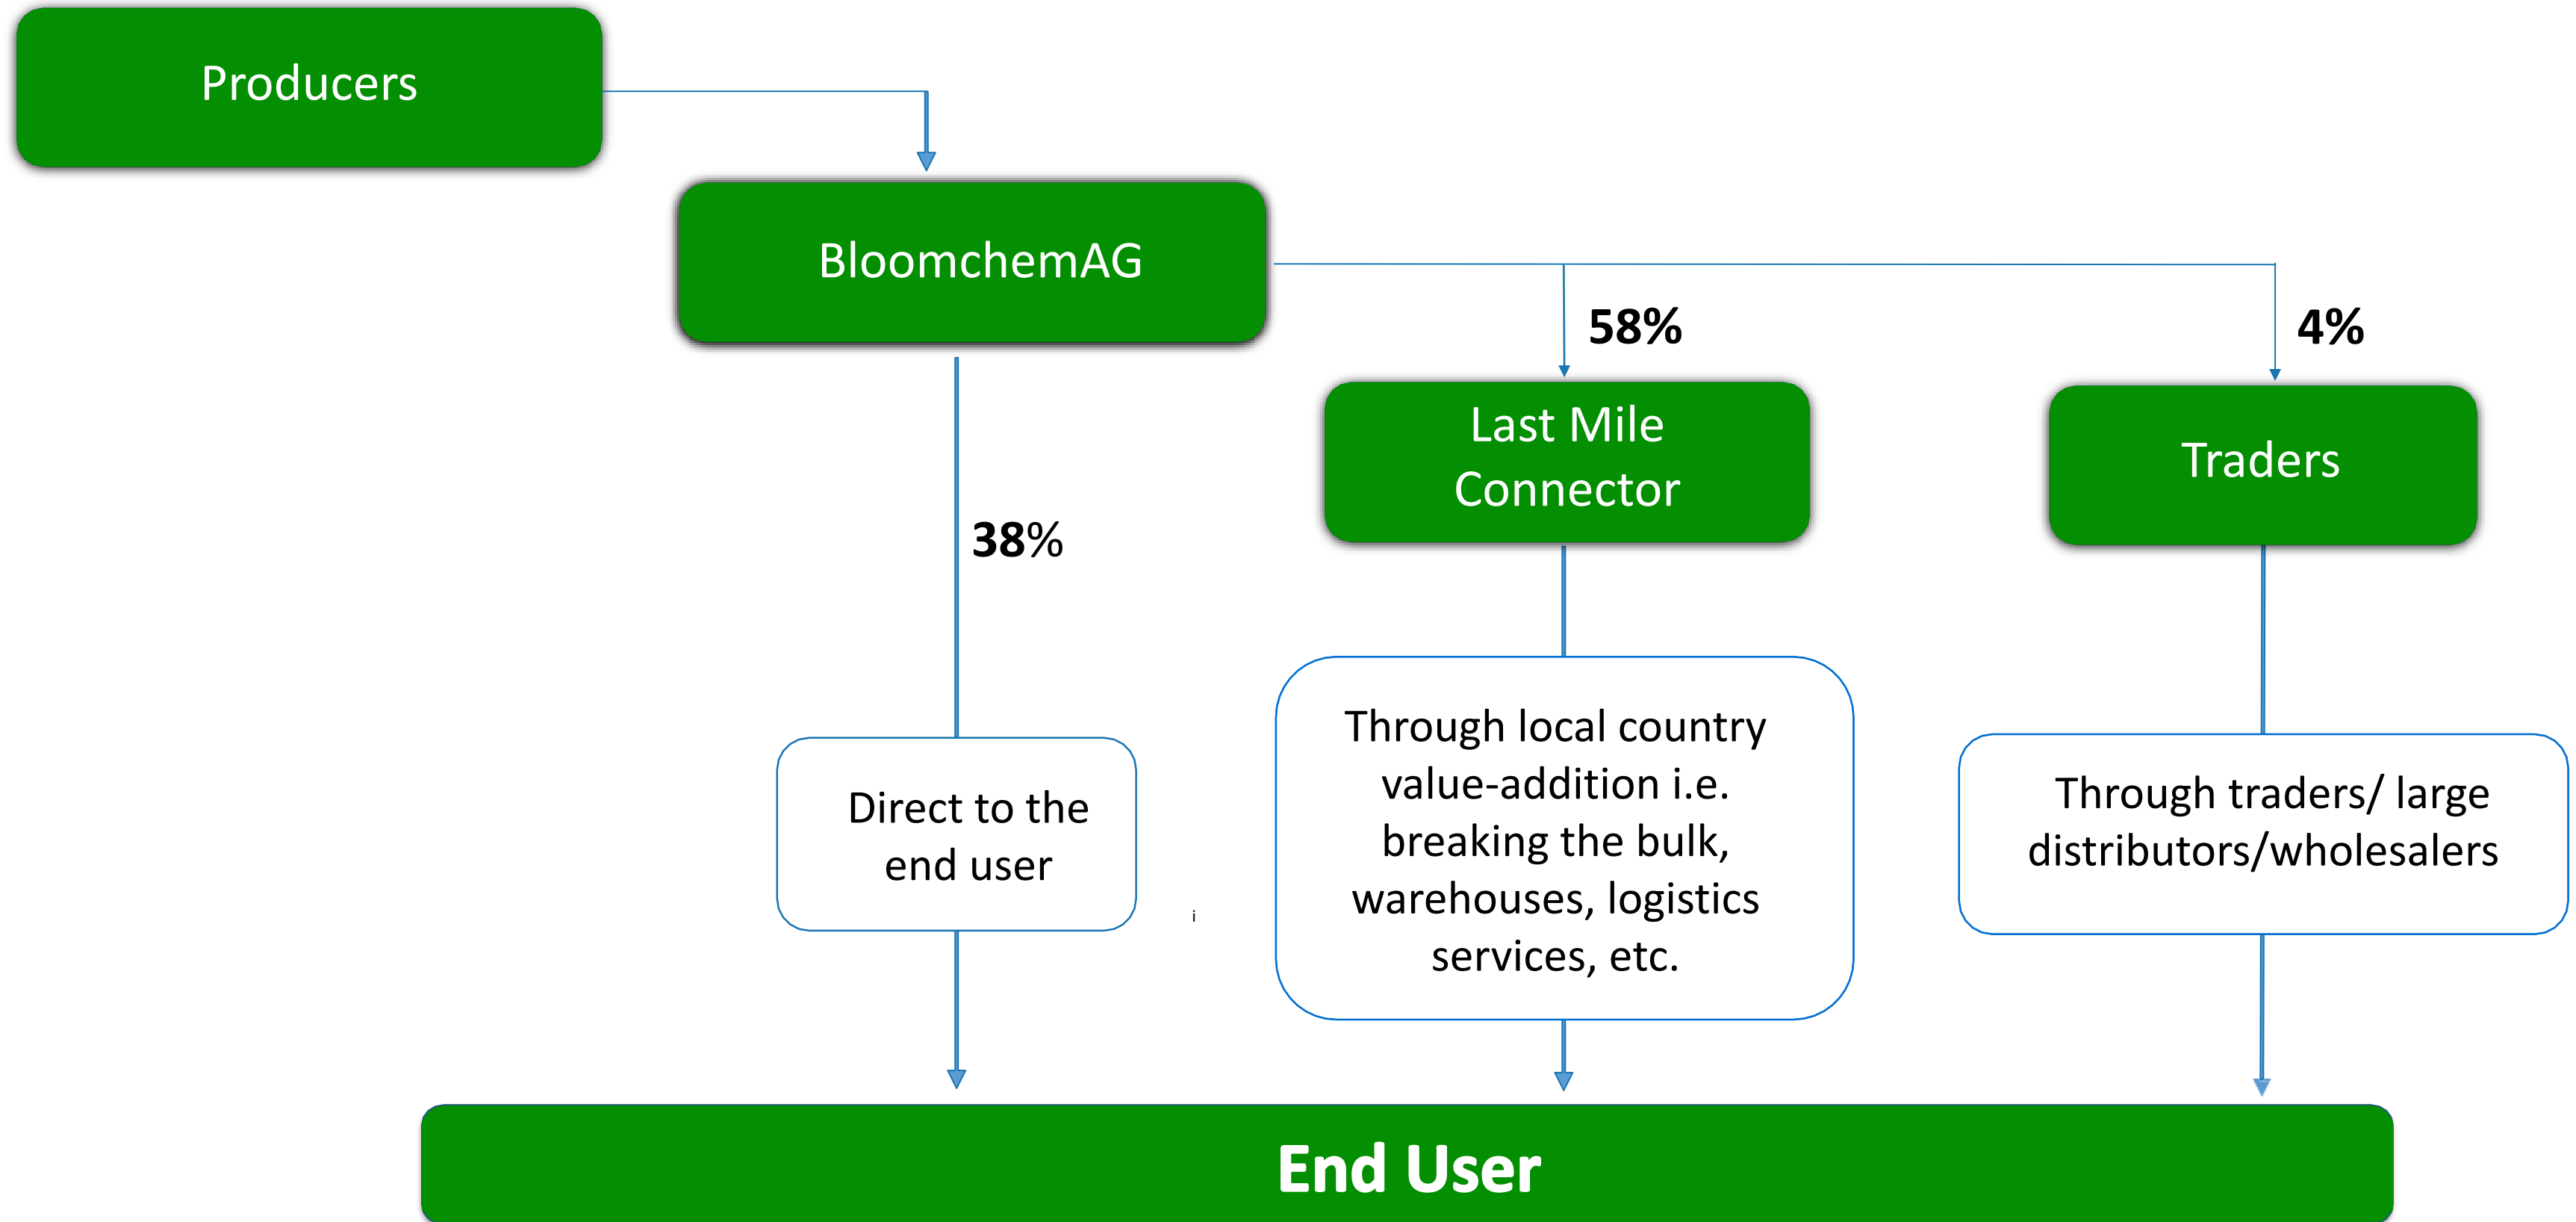 Producers
BloomchemAG
58%
4%
Last Mile
Connector
Traders
38%
Direct to the
end user
i
Through local country
value-addition i.e.
breaking the bulk,
warehouses, logistics
services, etc.
Through traders/ large
distributors/wholesalers
End User